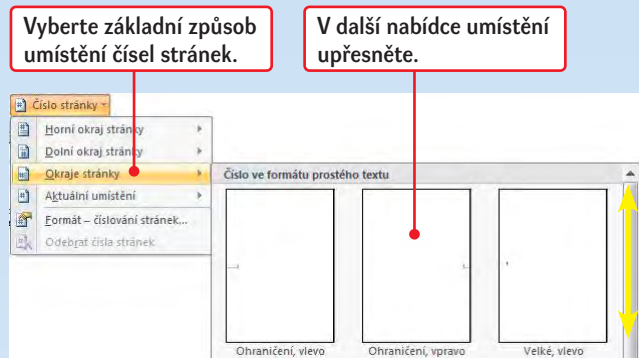 Vyberte základní způsob
umístění čísel stránek.
V další nabídce umístění
upřesněte.
Číslo stránky
Horní okraj stránky
Dolní okraj stránky
Okraje stránky
Aktuální umístění
Formát – číslování stránek...
Odebrat čísla stránek
Číslo ve formátu prostého textu
Ohraničení, vlevo
Ohraničení, vpravo
Velké, vlevo